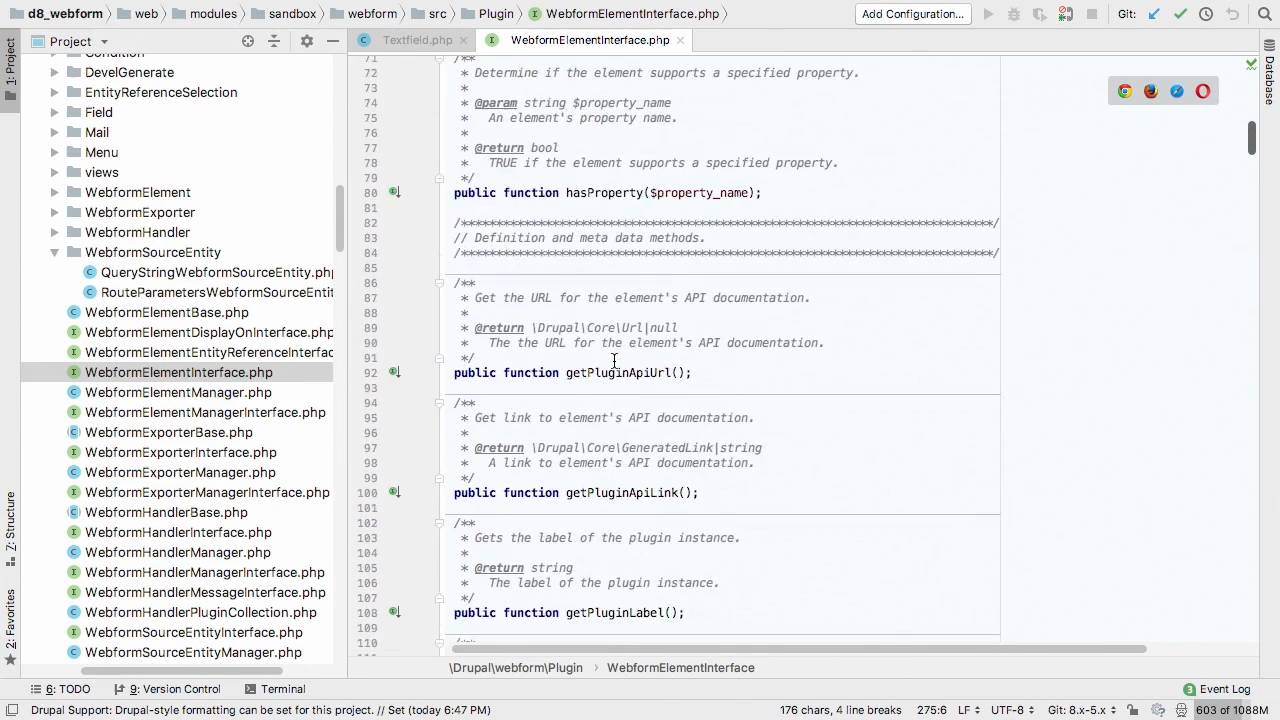 d8_webform web modules sandbox webform src Plugin WebformElementInterface.php Add Configuration... Git:
Project
Textfield.php WebformElementInterface.php
1: Project
Z: Structure
2: Favorites
Database
DevelGenerate
EntityReferenceSelection
Field
Mail
Menu
views
WebformElement
WebformExporter
WebformHandler
WebformSourceEntity
QueryStringWebformSourceEntity.php
RouteParametersWebformSourceEntit
WebformElementBase.php
WebformElementDisplayOnInterface.php
WebformElementEntityReferenceInterfac
WebformElementInterface.php
WebformElementManager.php
WebformElementManagerInterface.php
WebformExporterBase.php
WebformExporterInterface.php
WebformExporterManager.php
WebformExporterManagerInterface.php
WebformHandlerBase.php
WebformHandlerInterface.php
WebformHandlerManager.php
WebformHandlerManagerInterface.php
WebformHandlerMessageInterface.php
WebformHandlerPluginCollection.php
WebformSourceEntityInterface.php
WebformSourceEntityManager.php
71 /**
72 * Determine if the element supports a specified property.
73 *
74 * @param string $property_name
75 * An element's property name.
76 *
77 * @return bool
78 * TRUE if the element supports a specified property.
79 */
80 public function hasProperty($property_name);
81
82 /****************************************************************************/
83 // Definition and meta data methods.
84 /****************************************************************************/
85
86 /**
87 * Get the URL for the element's API documentation.
88 *
89 * @return \Drupal\Core\Url|null
90 * The the URL for the element's API documentation.
91 */
92 public function getPluginApiUrl();
93
94 /**
95 * Get link to element's API documentation.
96 *
97 * @return \Drupal\Core\GeneratedLink|string
98 * A link to element's API documentation.
99 */
100 public function getPluginApiLink();
101
102 /**
103 * Gets the label of the plugin instance.
104 *
105 * @return string
106 * The label of the plugin instance.
107 */
108 public function getPluginLabel();
109
110 /**
\Drupal\webform\Plugin WebformElementInterface
6: TODO 9: Version Control Terminal 3 Event Log
Drupal Support: Drupal-style formatting can be set for this project. // Set (today 6:47 PM) 176 chars, 4 line breaks 275:6 LF UTF-8 Git: 8.x-5.x 603 of 1088M